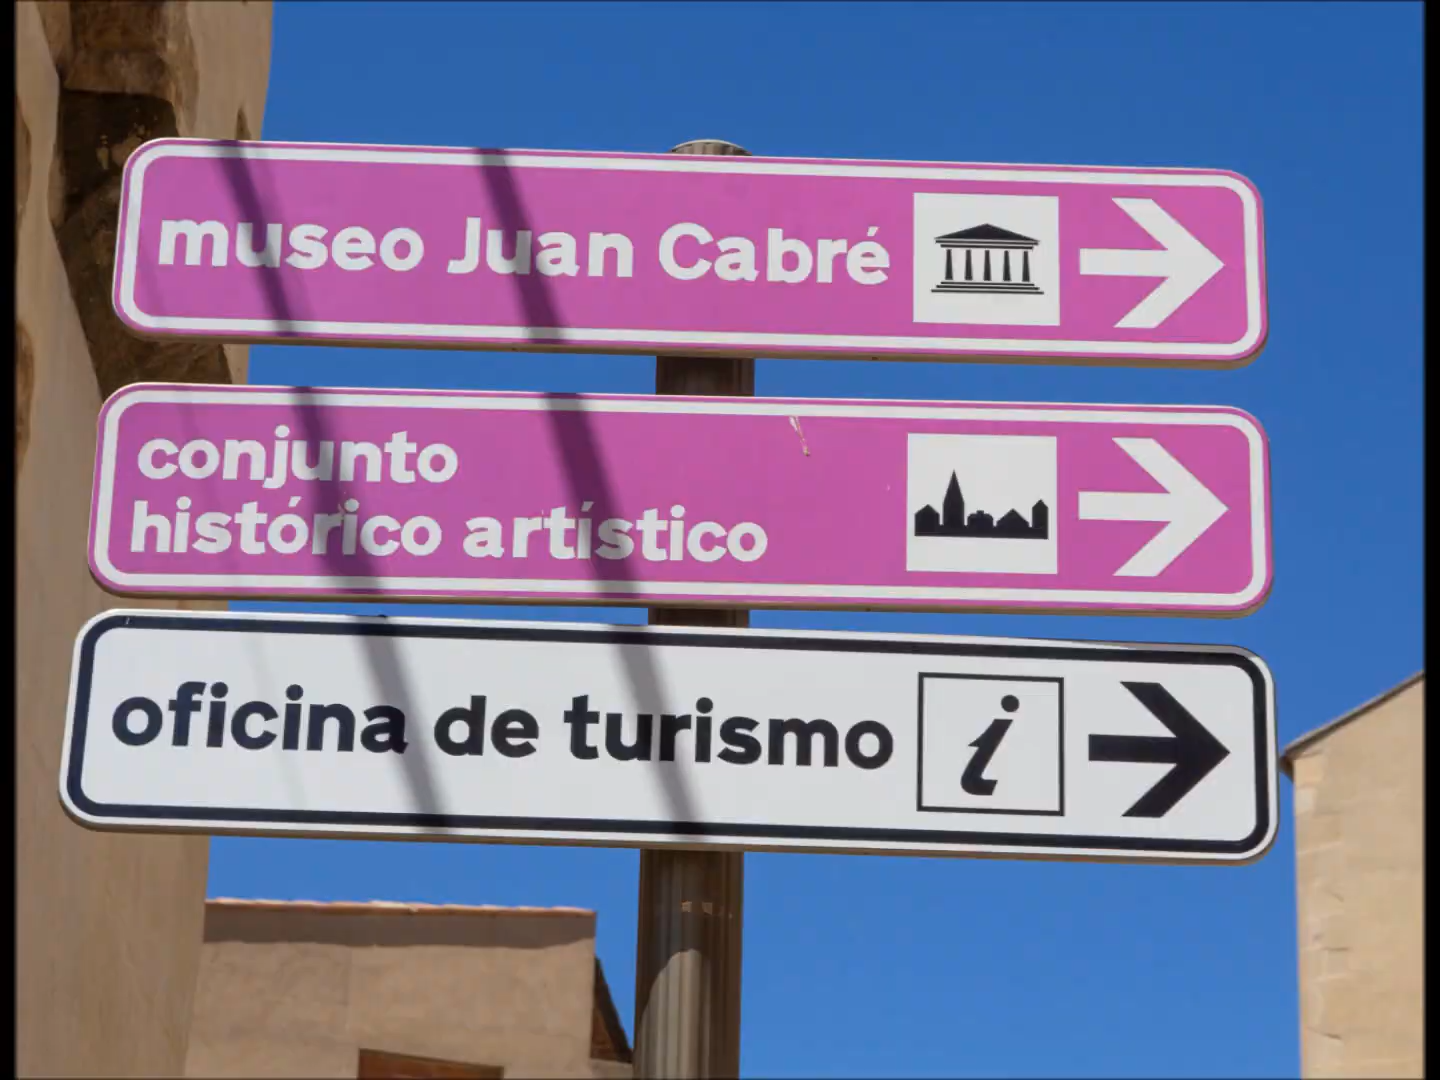 museo Juan Cabré
conjunto
histórico artístico
oficina de turismo
i